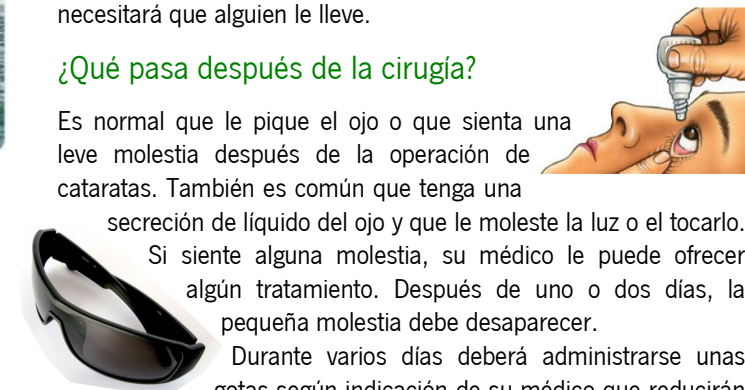 necesitará que alguien le lleve.
¿Qué pasa después de la cirugía?
Es normal que le pique el ojo o que sienta una
leve molestia después de la operación de
cataratas. También es común que tenga una
secreción de líquido del ojo y que le moleste la luz o el tocarlo.
Si siente alguna molestia, su médico le puede ofrecer
algún tratamiento. Después de uno o dos días, la
pequeña molestia debe desaparecer.
Durante varios días deberá administrarse unas
gotas según indicación de su médico que reducirán